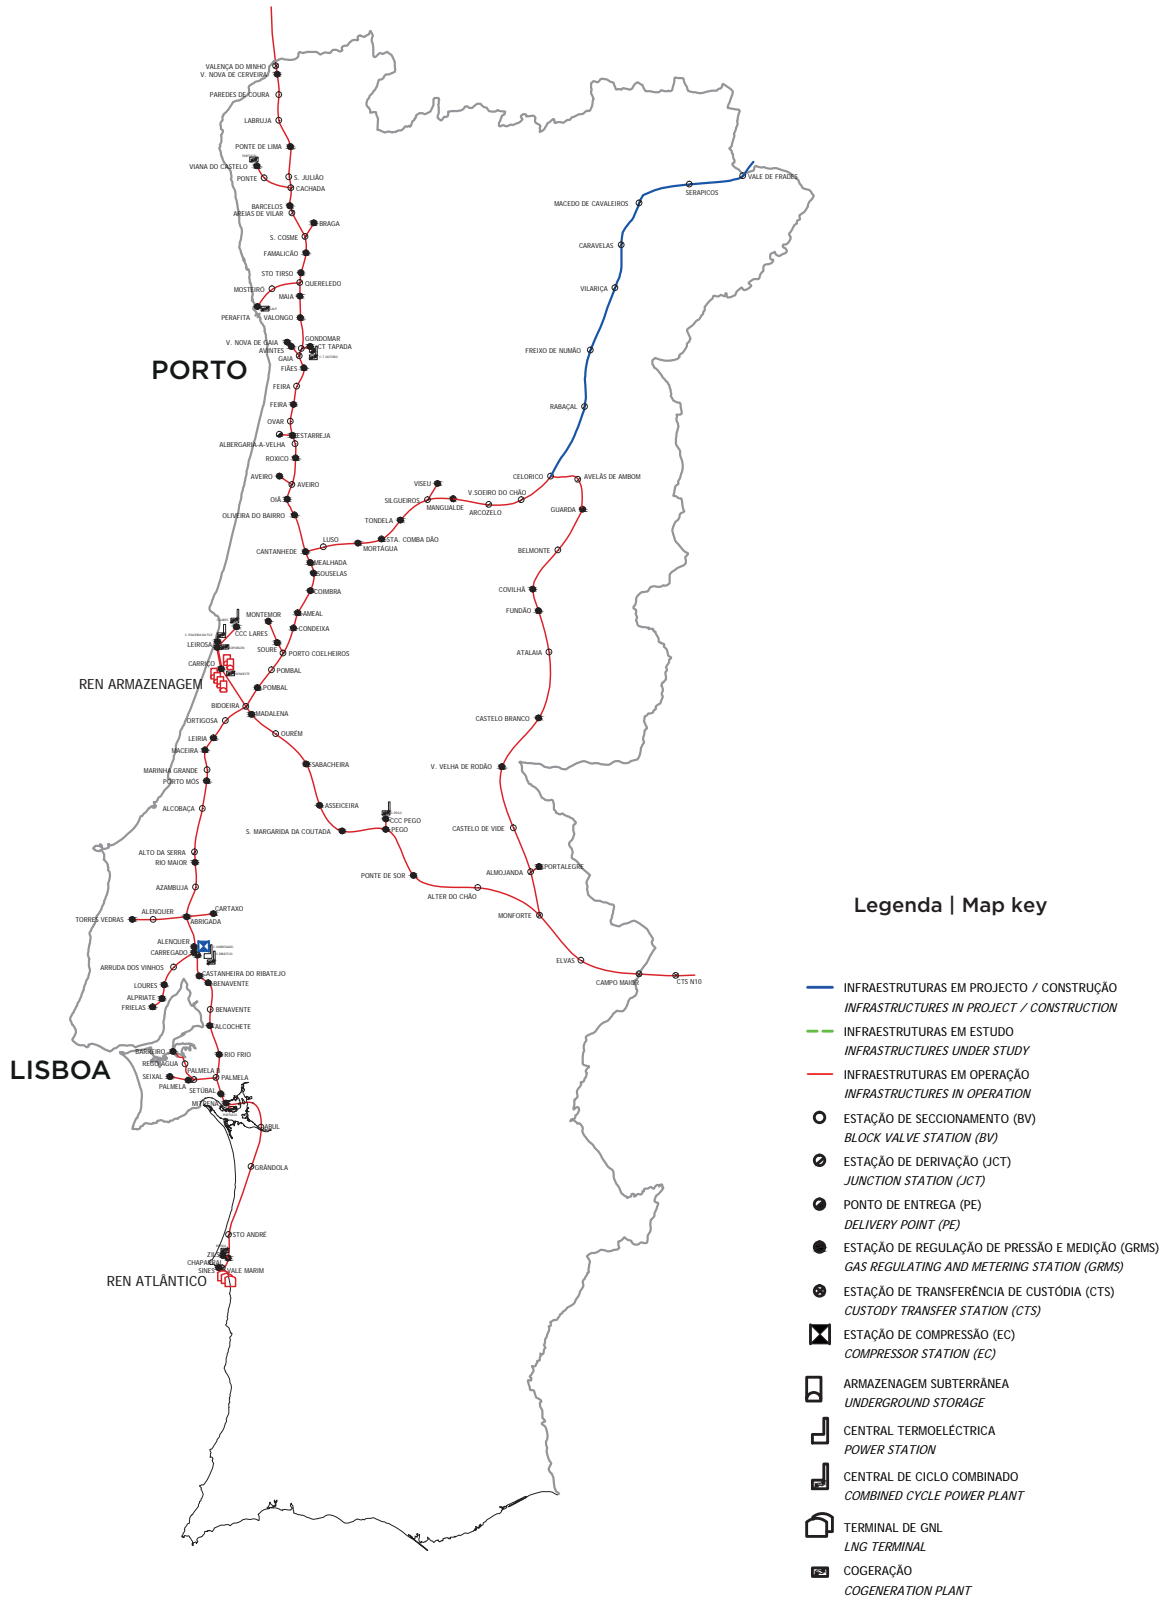 VALENÇA DO MINHO
V. NOVA DE CERVEIRA
PAREDES DE COURA
LABRUJA
PONTE DE LIMA
VIANA DO CASTELO
PONTE
S. JULIÃO
CACHADA
BARCELOS
AREIAS DE VILAR
BRAGA
S. COSME
FAMALICÃO
STO TIRSO
QUERELEDO
MOSTEIRÓ
MAIA
PERAFITA
VALONGO
GONDOMAR
V. NOVA DE GAIA
CT TAPADA
AVINTES
GAIA
PORTO
FIÃES
FEIRA
FEIRA
OVAR
ESTARREJA
ALBERGARIA-A-VELHA
ROXICO
AVEIRO
AVEIRO
OIÃ
OLIVEIRA DO BAIRRO
CANTANHEDE
LUSO
MORTÁGUA
STA. COMBA DÃO
TONDELA
SILGUEIROS
VISEU
MANGUALDE
V.SOEIRO DO CHÃO
ARCOZELO
CELORICO
AVELÃS DE AMBOM
GUARDA
VALE DE FRADES
SERAPICOS
MACEDO DE CAVALEIROS
CARAVELAS
VILARIÇA
FREIXO DE NUMÃO
RABAÇAL
BELMONTE
COVILHÃ
FUNDÃO
ATALAIA
CASTELO BRANCO
V. VELHA DE RODÃO
CASTELO DE VIDE
ALMOJANDA
PORTALEGRE
MONFORTE
ELVAS
CAMPO MAIOR
CTS N10
MEALHADA
SOUSELAS
COIMBRA
AMEAL
MONTEMOR
CONDEIXA
CCC LARES
LEIROSA
SOURE
PORTO COELHEIROS
CARRIÇO
POMBAL
REN ARMAZENAGEM
POMBAL
BIDOEIRA
MADALENA
ORTIGOSA
OURÉM
LEIRIA
MACEIRA
SABACHEIRA
MARINHA GRANDE
PORTO MÓS
ALCOBAÇA
ASSEICEIRA
CCC PEGO
PEGO
S. MARGARIDA DA COUTADA
PONTE DE SOR
ALTER DO CHÃO
ALTO DA SERRA
RIO MAIOR
AZAMBUJA
CARTAXO
ALENQUER
TORRES VEDRAS
ABRIGADA
ALENQUER
CARREGADO
ARRUDA DOS VINHOS
CASTANHEIRA DO RIBATEJO
BENAVENTE
LOURES
ALPRIATE
FRIELAS
BENAVENTE
ALCOCHETE
LISBOA
BARREIRO
RIO FRIO
REGO/AGUA
PALMELA II
SEIXAL
PALMELA
PALMELA
SETÚBAL
MITRENA
ABUL
GRÂNDOLA
STO ANDRÉ
CHAPARRAL
SINES
VALE MARIM
REN ATLÂNTICO
Legenda | Map key
INFRAESTRUTURAS EM PROJECTO / CONSTRUÇÃO
INFRASTRUCTURES IN PROJECT / CONSTRUCTION
INFRAESTRUTURAS EM ESTUDO
INFRASTRUCTURES UNDER STUDY
INFRAESTRUTURAS EM OPERAÇÃO
INFRASTRUCTURES IN OPERATION
ESTAÇÃO DE SECCIONAMENTO (BV)
BLOCK VALVE STATION (BV)
ESTAÇÃO DE DERIVAÇÃO (JCT)
JUNCTION STATION (JCT)
PONTO DE ENTREGA (PE)
DELIVERY POINT (PE)
ESTAÇÃO DE REGULAÇÃO DE PRESSÃO E MEDIÇÃO (GRMS)
GAS REGULATING AND METERING STATION (GRMS)
ESTAÇÃO DE TRANSFERÊNCIA DE CUSTÓDIA (CTS)
CUSTODY TRANSFER STATION (CTS)
ESTAÇÃO DE COMPRESSÃO (EC)
COMPRESSOR STATION (EC)
ARMAZENAGEM SUBTERRÂNEA
UNDERGROUND STORAGE
CENTRAL TERMOELÉCTRICA
POWER STATION
CENTRAL DE CICLO COMBINADO
COMBINED CYCLE POWER PLANT
TERMINAL DE GNL
LNG TERMINAL
COGERAÇÃO
COGENERATION PLANT